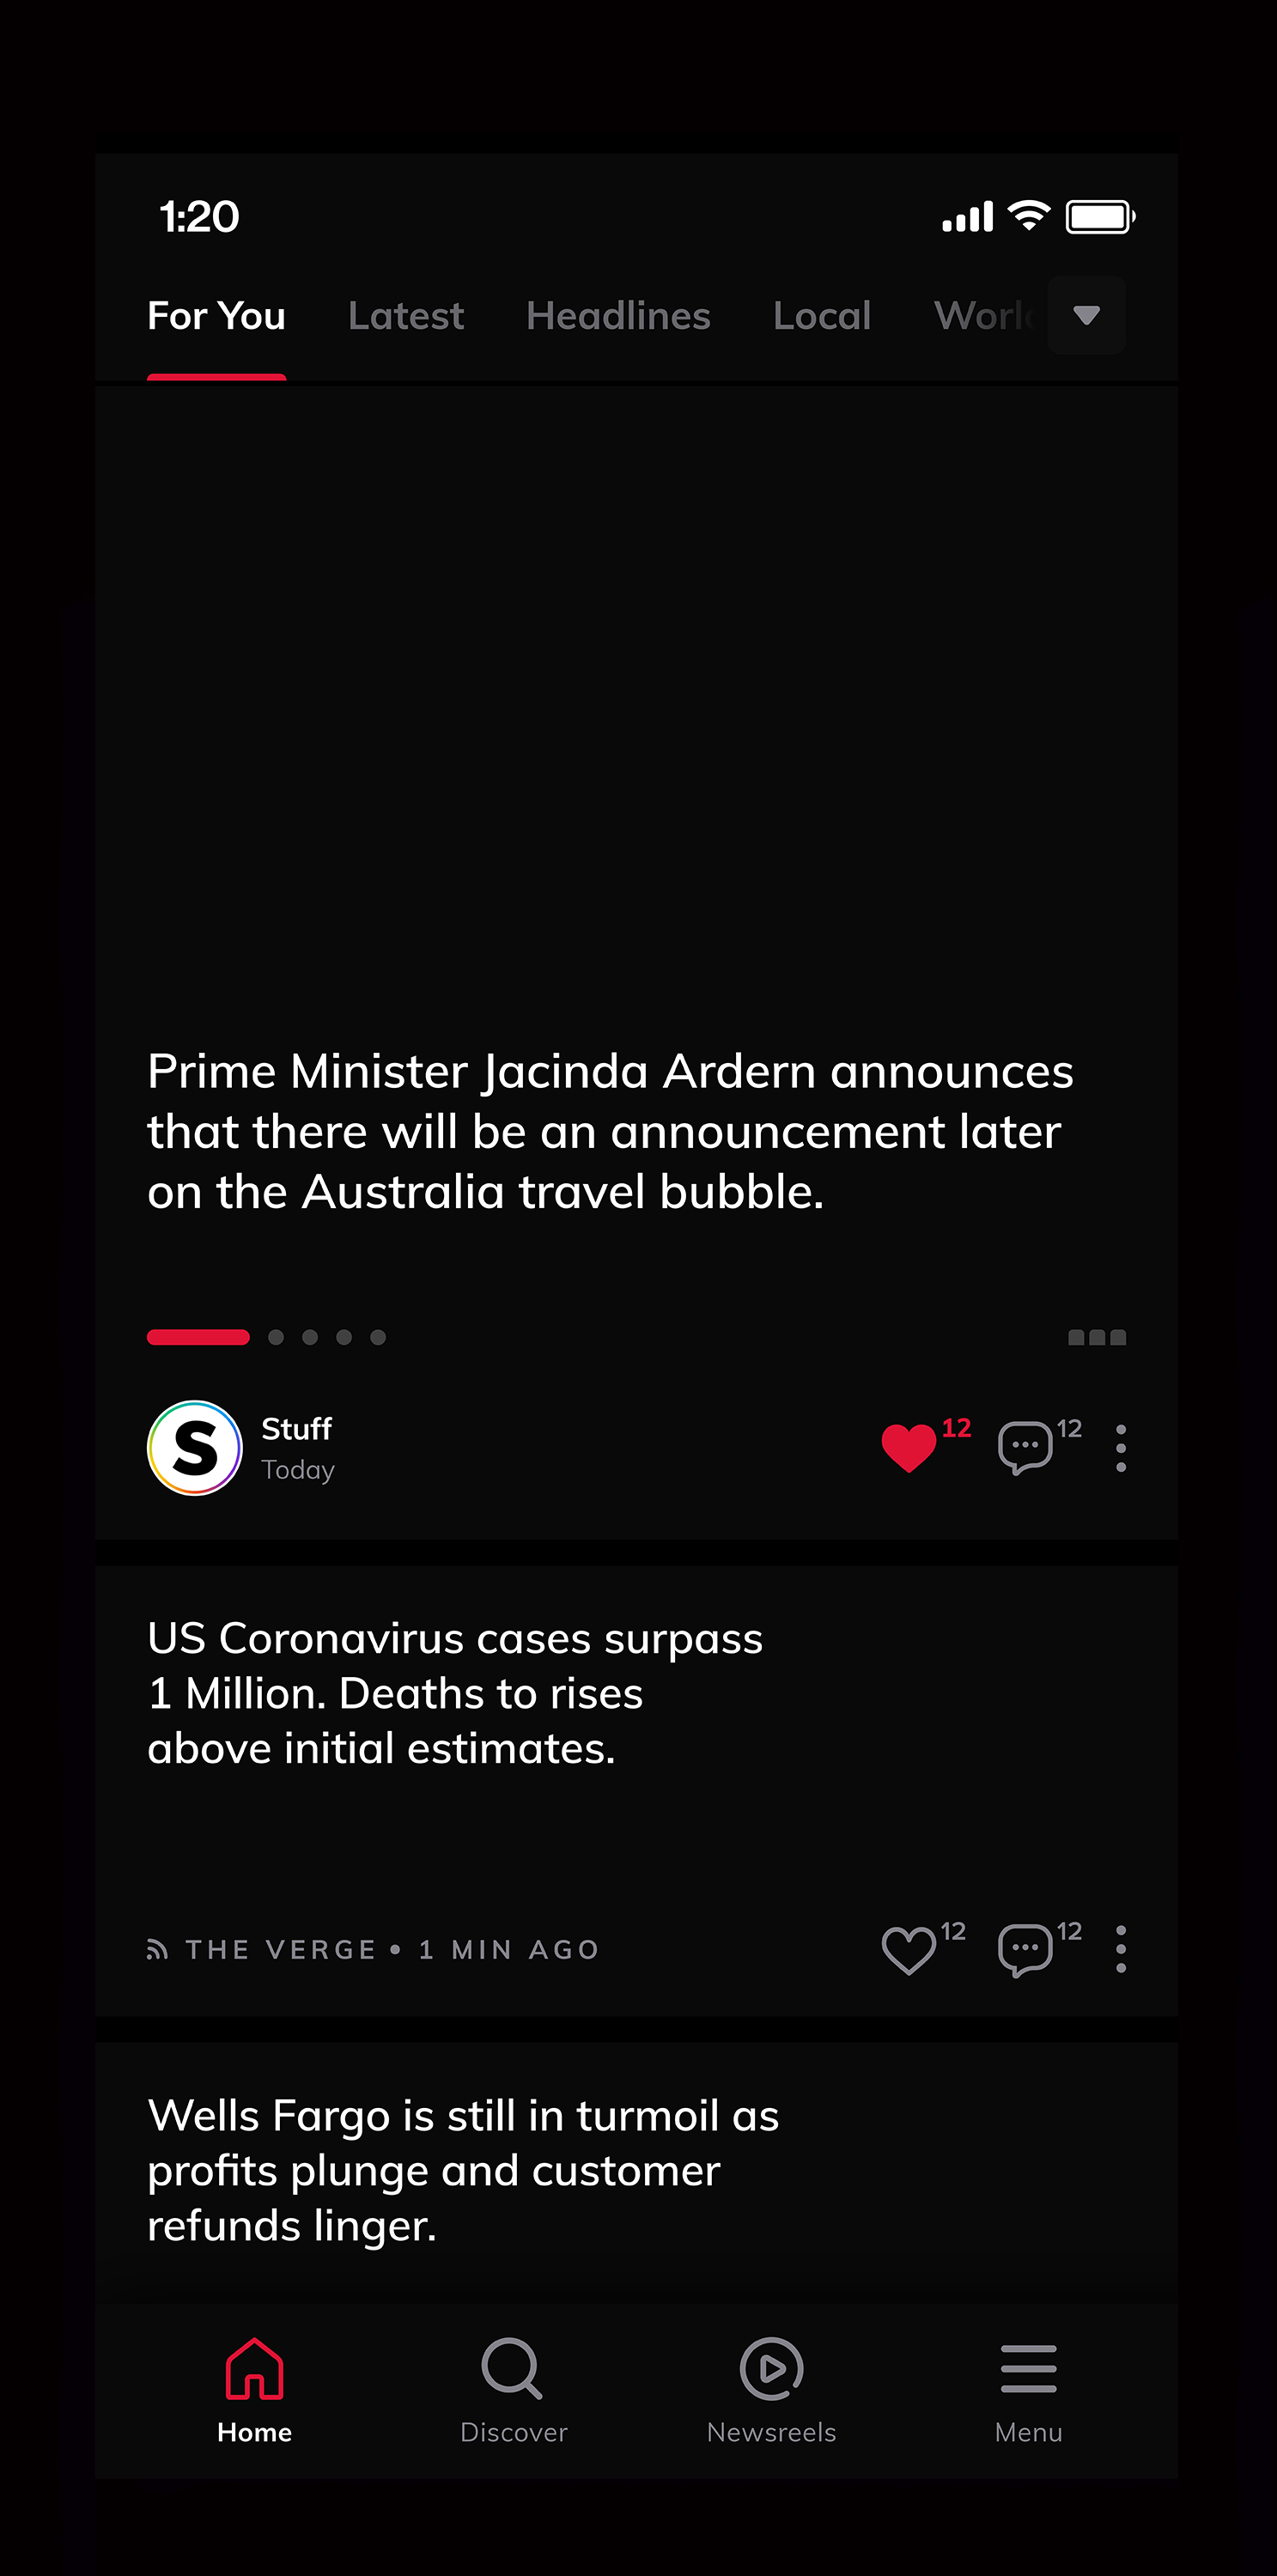 1:20
For You Latest Headlines Local Worl
Prime Minister Jacinda Ardern announces
that there will be an announcement later
on the Australia travel bubble.
S
Stuff
Today
12 12
US Coronavirus cases surpass
1 Million. Deaths to rises
above initial estimates.
THE VERGE • 1 MIN AGO
12 12
Wells Fargo is still in turmoil as
profits plunge and customer
refunds linger.
Home Discover Newsreels Menu